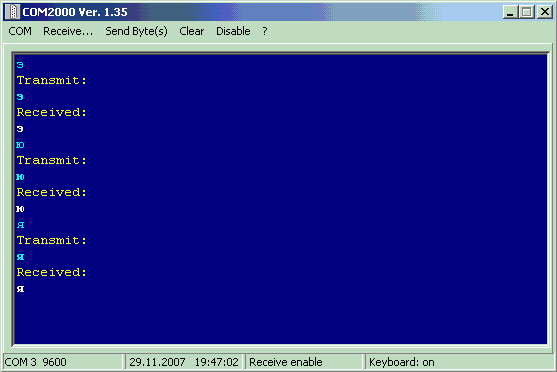 COM2000 Ver. 1.35
COM Receive... Send Byte(s) Clear Disable ?
э
Transmit:
э
Received:
э
ю
Transmit:
ю
Received:
ю
я
Transmit:
я
Received:
я
COM 3 9600 29.11.2007 19:47:02 Receive enable Keyboard: on